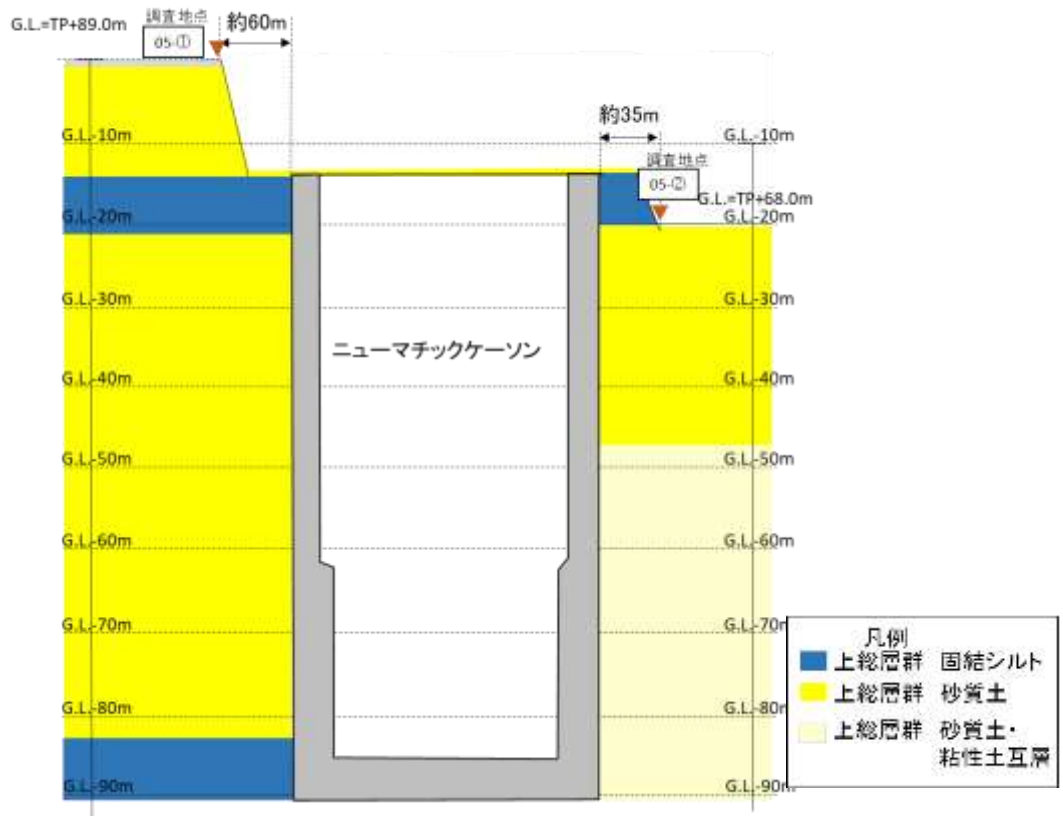 G.L.=TP+89.0m
調査地点
05-①
約60m
G.L.-10m
G.L.-20m
G.L.-30m
G.L.-40m
G.L.-50m
G.L.-60m
G.L.-70m
G.L.-80m
G.L.-90m
ニューマチックケーソン
約35m
G.L.-10m
調査地点
05-②
G.L.=TP+68.0m
G.L.-20m
G.L.-30m
G.L.-40m
G.L.-50m
G.L.-60m
G.L.-70m
G.L.-80m
G.L.-90m
凡例
上総層群 固結シルト
上総層群 砂質土
上総層群 砂質土・
粘性土互層